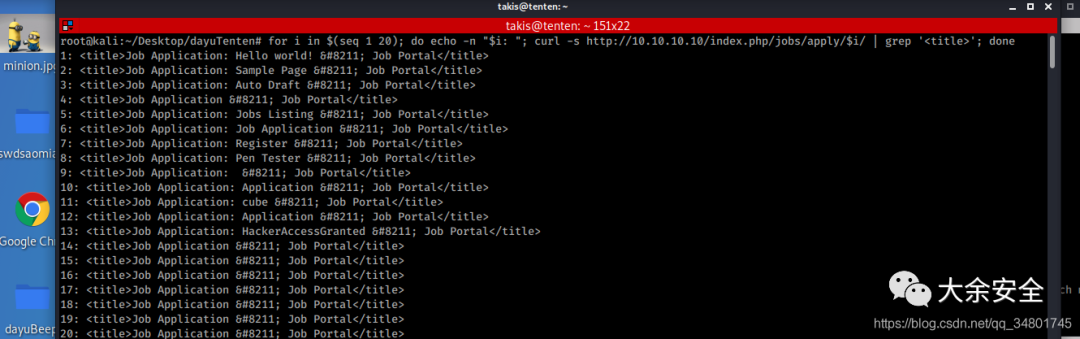 takis@tenten: ~
takis@tenten: ~ 151x22
root@kali:~/Desktop/dayuTenten# for i in $(seq 1 20); do echo -n "$i: "; curl -s http://10.10.10.10/index.php/jobs/apply/$i/ | grep '<title>'; done
1: <title>Job Application: Hello world! &#8211; Job Portal</title>
2: <title>Job Application: Sample Page &#8211; Job Portal</title>
3: <title>Job Application: Auto Draft &#8211; Job Portal</title>
4: <title>Job Application &#8211; Job Portal</title>
5: <title>Job Application: Jobs Listing &#8211; Job Portal</title>
6: <title>Job Application: Job Application &#8211; Job Portal</title>
7: <title>Job Application: Register &#8211; Job Portal</title>
8: <title>Job Application: Pen Tester &#8211; Job Portal</title>
9: <title>Job Application:  &#8211; Job Portal</title>
10: <title>Job Application: Application &#8211; Job Portal</title>
11: <title>Job Application: cube &#8211; Job Portal</title>
12: <title>Job Application: Application &#8211; Job Portal</title>
13: <title>Job Application: HackerAccessGranted &#8211; Job Portal</title>
14: <title>Job Application &#8211; Job Portal</title>
15: <title>Job Application &#8211; Job Portal</title>
16: <title>Job Application &#8211; Job Portal</title>
17: <title>Job Application &#8211; Job Portal</title>
18: <title>Job Application &#8211; Job Portal</title>
19: <title>Job Application &#8211; Job Portal</title>
20: <title>Job Application &#8211; Job Portal</title>
minion.jp
swdsaomia
Google Ch
dayuBeep
大余安全
https://blog.csdn.net/qq_34801745